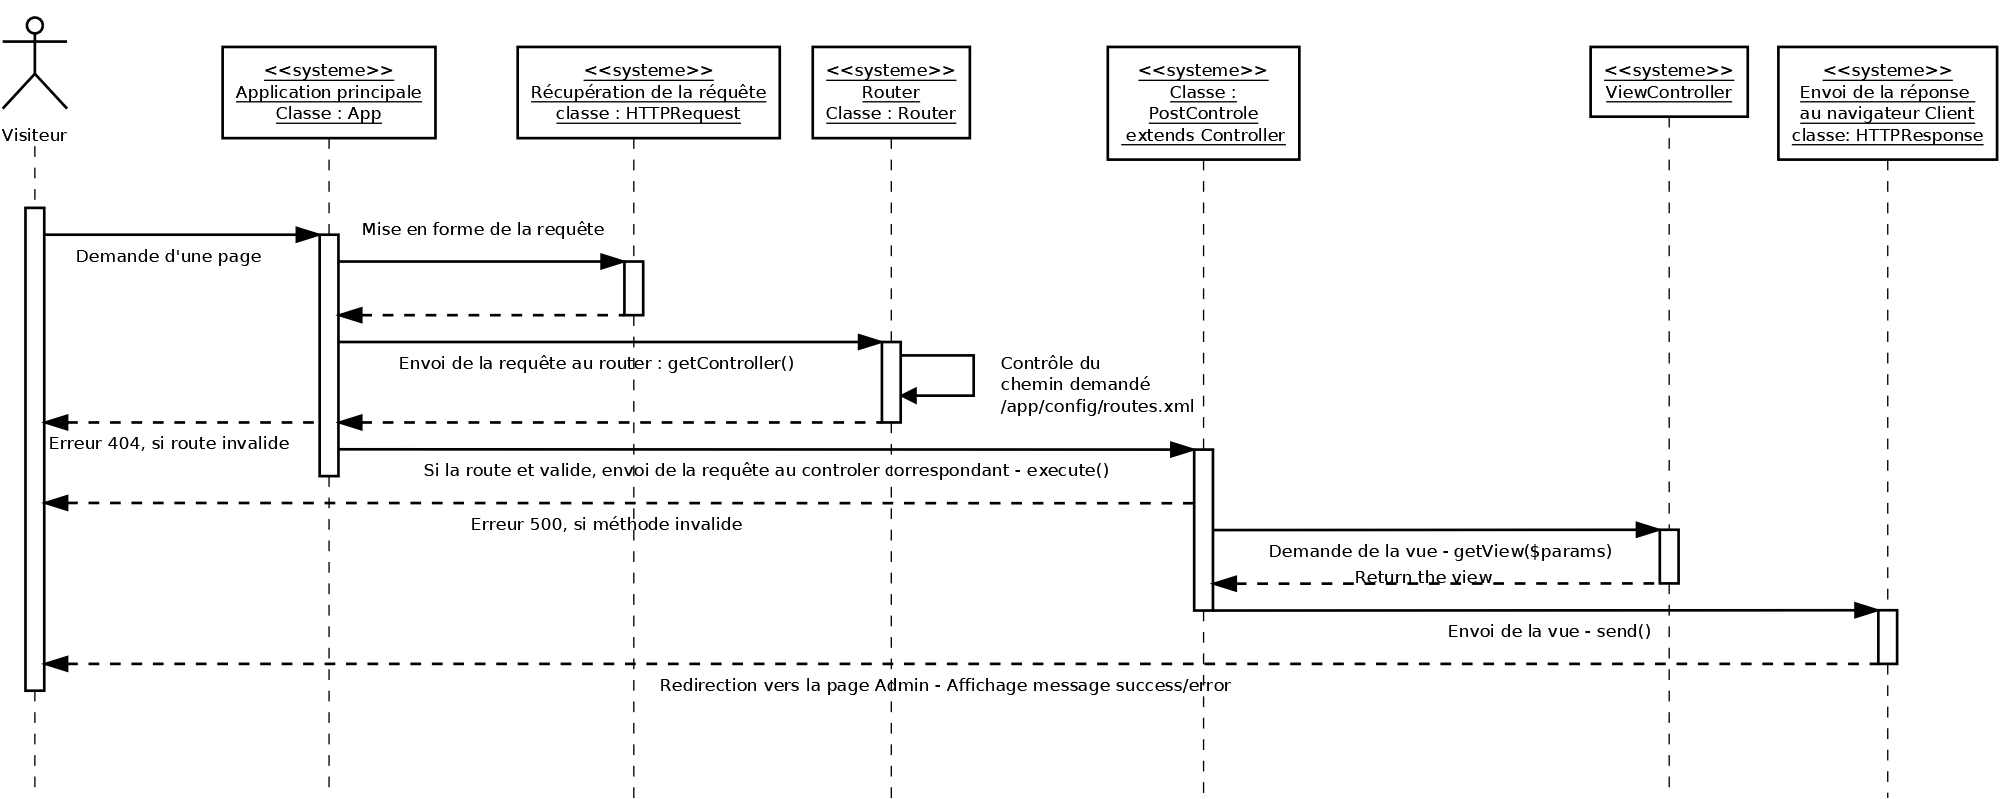 Visiteur
<<systeme>>
Application principale
Classe : App
<<systeme>>
Récupération de la réquête
classe : HTTPRequest
<<systeme>>
Router
Classe : Router
<<systeme>>
Classe :
PostControle
extends Controller
<<systeme>>
ViewController
<<systeme>>
Envoi de la réponse
au navigateur Client
classe: HTTPResponse
Demande d'une page
Mise en forme de la requête
Envoi de la requête au router : getController()
Contrôle du
chemin demandé
/app/config/routes.xml
Erreur 404, si route invalide
Si la route et valide, envoi de la requête au controler correspondant - execute()
Erreur 500, si méthode invalide
Demande de la vue - getView($params)
Return the view
Envoi de la vue - send()
Redirection vers la page Admin - Affichage message success/error